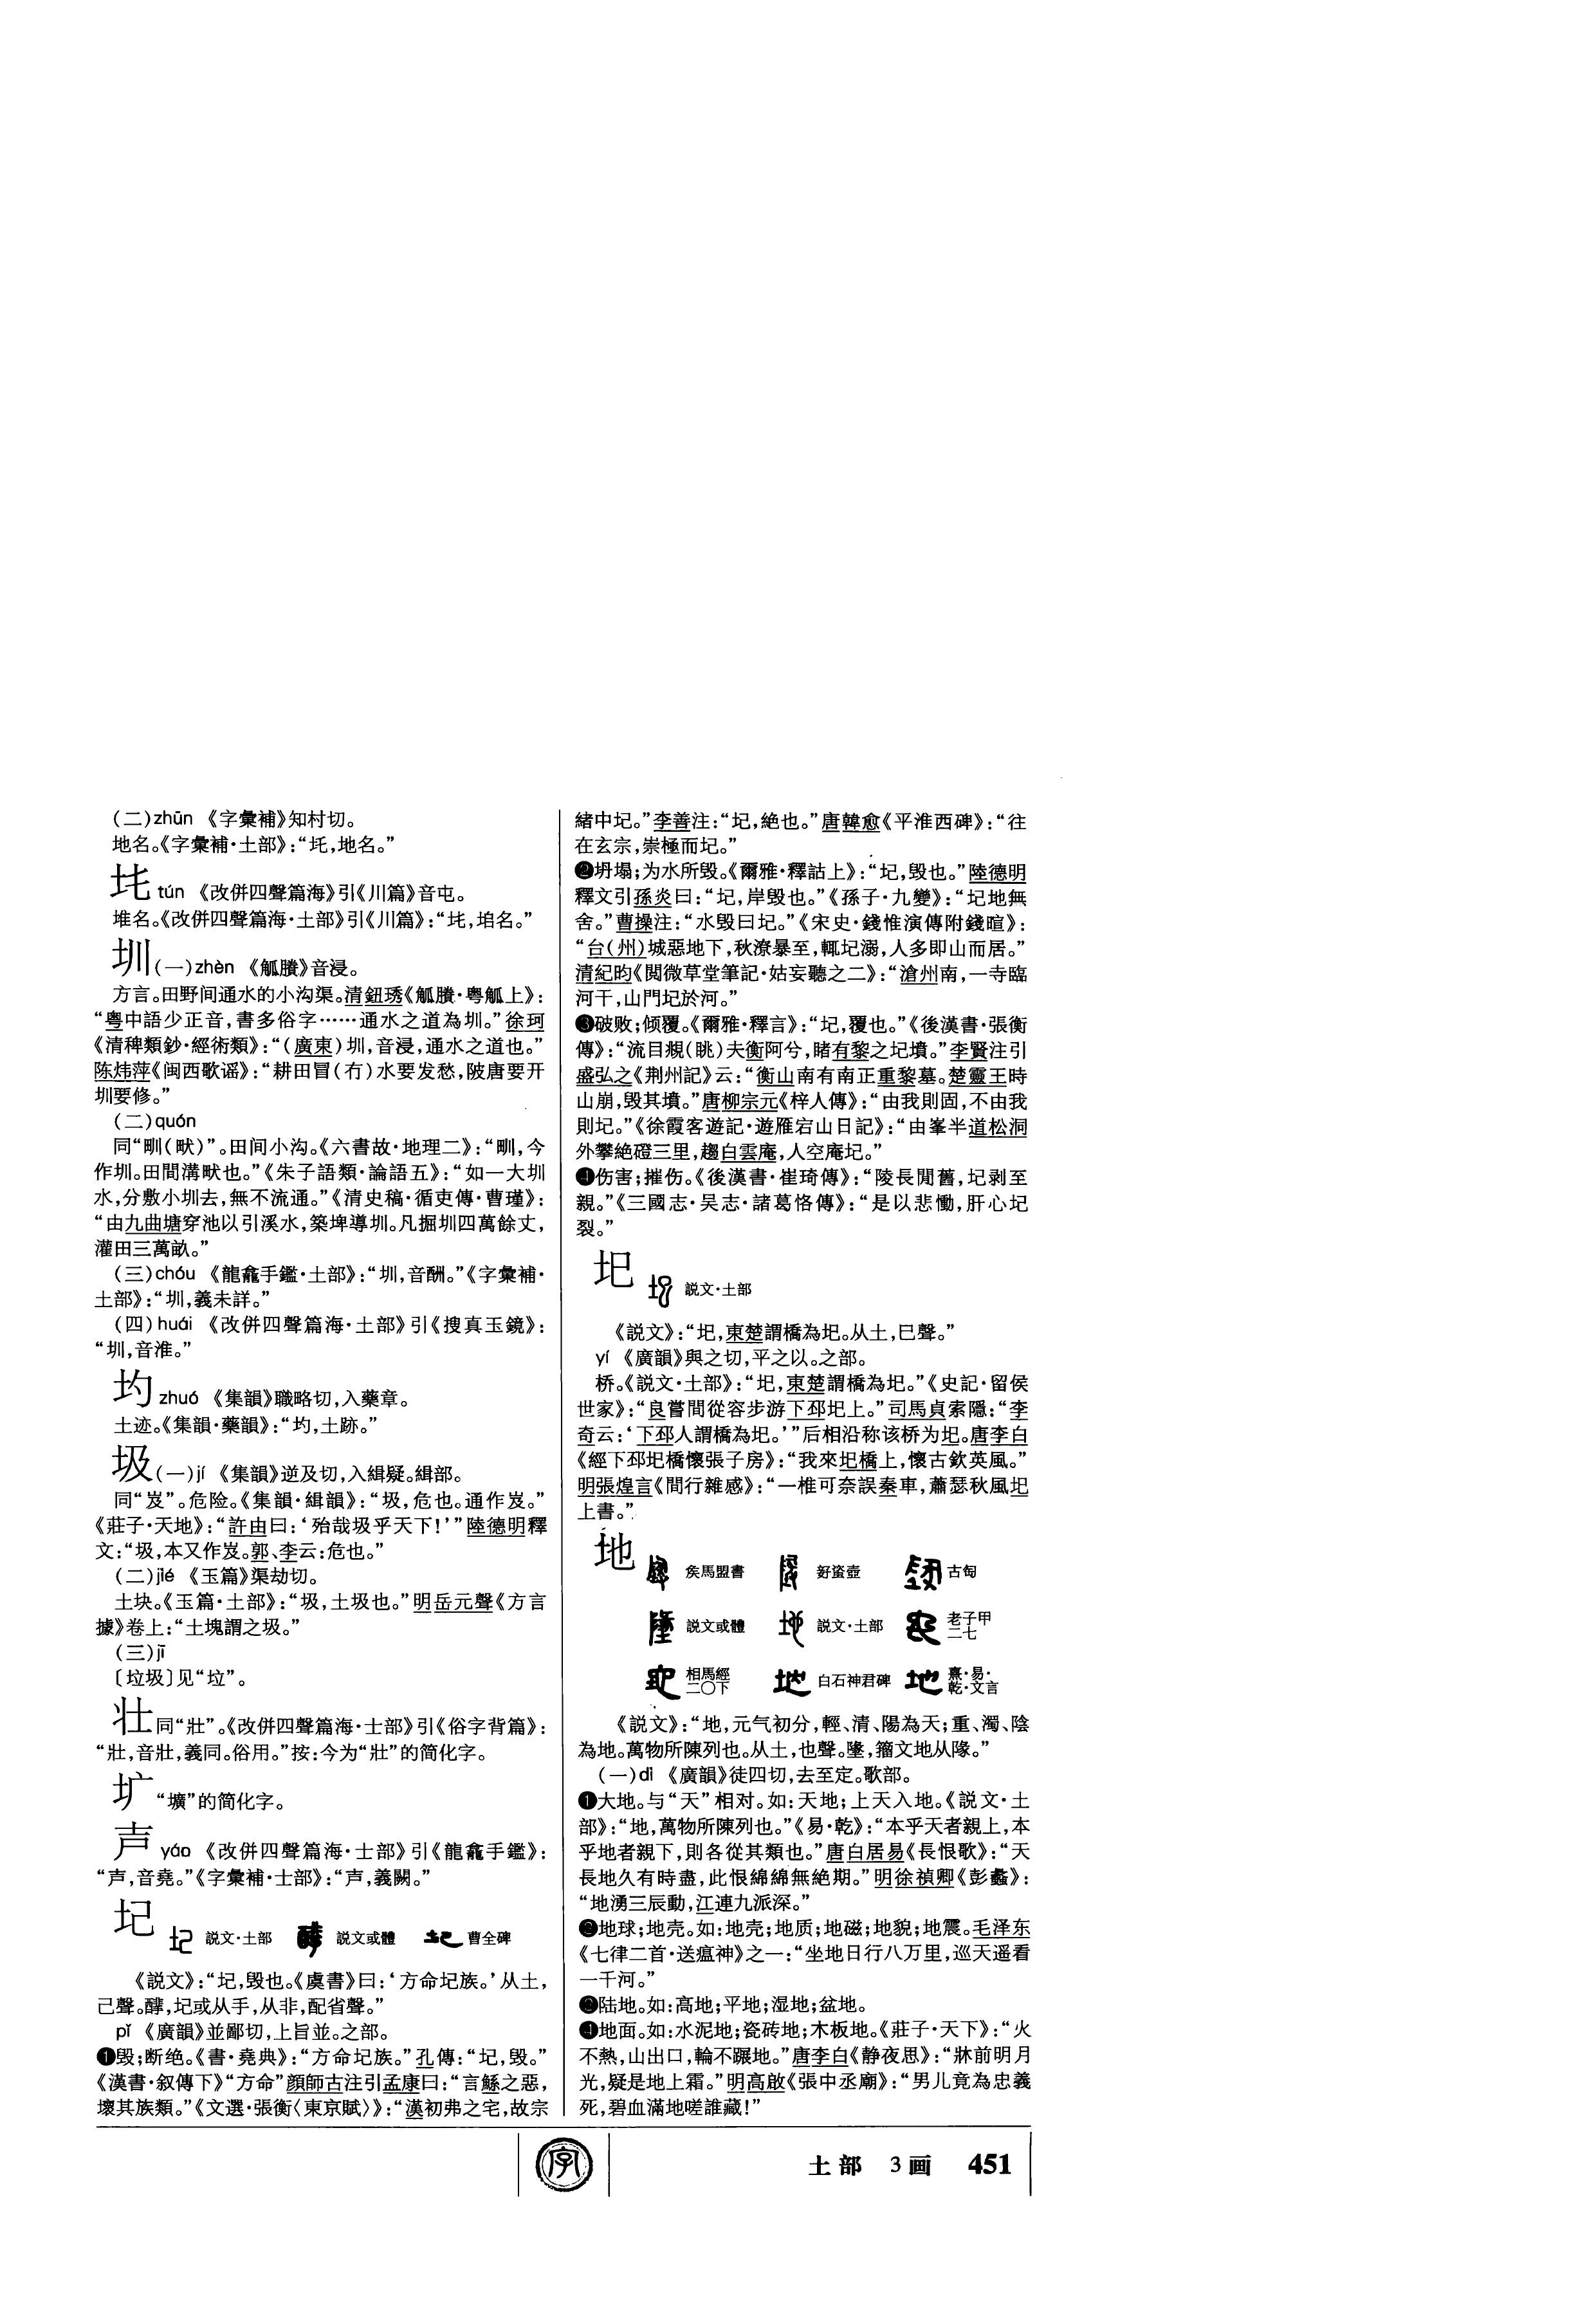 (二)zhūn 《字彙補》知村切。
地名。《字彙補·土部》：“圫，地名。”
tún 《改併四聲篇海》引《川篇》音屯。
堆名。《改併四聲篇海·土部》引《川篇》：“
圳(一)zhèn 《觚賸》音浸。
方言。田野间通水的小沟渠。清鈕琇《觚賸·粵觚上》：
“粵中語少正音，書多俗字……通水之道為圳。”徐珂
《清稗類鈔·經術類》：“(廣東)圳，音浸，通水之道也。”
陈炜萍《闽西歌谣》：“耕田冒(冇)水要发愁，陂唐要开
圳要修。”
(二)quón
同“甽(畎)”。田间小沟。《六書故·地理二》：“甽，今
作圳。田間溝畎也。”《朱子語類·論語五》：“如一大圳
水，分敷小圳去，無不流通。”《清史稿·循吏傳·曹瑾》：
“由九曲塘穿池以引溪水，築埤導圳。凡掘圳四萬餘丈，
灌田三萬畝。”
(三)chóu 《龍龕手鑑·土部》：“圳，音酬。”《字彙補·
土部》：“圳，義未詳。”
(四)huái 《改併四聲篇海·土部》引《搜真玉鏡》：
“圳，音淮。”
圴 zhuó 《集韻》職略切，入藥章。
土迹。《集韻·藥韻》：“圴，土跡。”
圾(一)jí 《集韻》逆及切，入緝疑。緝部。
同“岌”。危险。《集韻·緝韻》：“圾，危也。通作岌。”
《莊子·天地》：“許由曰：‘殆哉圾乎天下！’”陸德明釋
文：“圾，本又作岌。郭、李云：危也。”
(二)jié 《玉篇》渠劫切。
土块。《玉篇·土部》：“圾，土圾也。”明岳元聲《方言
據》卷上：“土塊謂之圾。”
(三)jī
〔垃圾〕见“垃”。
壮同“壯”。《改併四聲篇海·士部》引《俗字背篇》：
“壯，音壯，義同。俗用。”按：今为“壯”的简化字。
圹 “壙”的简化字。
声 yáo 《改併四聲篇海·士部》引《龍龕手鑑》：
“声，音堯。”《字彙補·士部》：“声，義闕。”
圮 説文·土部 説文或體 曹全碑
《説文》：“圮，毁也。《虞書》曰：‘方命圮族。’从土，
己聲。䤏，圮或从手，从非，配省聲。”
pǐ 《廣韻》並鄙切，上旨並。之部。
❶毁；断绝。《書·堯典》：“方命圮族。”孔傳：“圮，毁。”
《漢書·叙傳下》“方命”顔師古注引孟康曰：“言鯀之惡，
壞其族類。”《文選·張衡〈東京賦〉》：“漢初弗之宅，故宗
緒中圮。”李善注：“圮，絶也。”唐韓愈《平淮西碑》：“往
在玄宗，崇極而圮。”
❷坍塌；为水所毁。《爾雅·釋詁上》：“圮，毁也。”陸德明
釋文引孫炎曰：“圮，岸毁也。”《孫子·九變》：“圮地無
舍。”曹操注：“水毁曰圮。”《宋史·錢惟演傳附錢暄》：
“台(州)城惡地下，秋潦暴至，輒圮溺，人多即山而居。”
清紀昀《閱微草堂筆記·姑妄聽之二》：“滄州南，一寺臨
河干，山門圮於河。”
❸破败；倾覆。《爾雅·釋言》：“圮，覆也。”《後漢書·張衡
傳》：“流目覜(眺)夫衡阿兮，睹有黎之圮墳。”李賢注引
盛弘之《荆州記》云：“衡山南有南正重黎墓。楚靈王時
山崩，毁其墳。”唐柳宗元《梓人傳》：“由我則固，不由我
則圮。”《徐霞客遊記·遊雁宕山日記》：“由峯半道松洞
外攀絶磴三里，趨白雲庵，人空庵圮。”
❹伤害；摧伤。《後漢書·崔琦傳》：“陵長閒舊，圮剥至
親。”《三國志·吴志·諸葛恪傳》：“是以悲慟，肝心圮
裂。”
圯 説文·土部
《説文》：“圯，東楚謂橋為圯。从土，巳聲。”
yí 《廣韻》與之切，平之以。之部。
桥。《説文·土部》：“圯，東楚謂橋為圯。”《史記·留侯
世家》：“良嘗間從容步游下邳圯上。”司馬貞索隱：“李
奇云：‘下邳人謂橋為圯。’”后相沿称该桥为圯。唐李白
《經下邳圯橋懷張子房》：“我來圯橋上，懷古欽英風。”
明張煌言《間行雜感》：“一椎可奈誤秦車，蕭瑟秋風圯
上書。”
地 侯馬盟書 𧊒壺 古匋
説文或體 説文·土部 老子甲二七
相馬經二〇下 白石神君碑 熹·易·乾·文言
《説文》：“地，元气初分，輕、清、陽為天；重、濁、陰
為地。萬物所陳列也。从土，也聲。墬，籀文地从隊。”
(一)dì 《廣韻》徒四切，去至定。歌部。
❶大地。与“天”相对。如：天地；上天入地。《説文·土
部》：“地，萬物所陳列也。”《易·乾》：“本乎天者親上，本
乎地者親下，則各從其類也。”唐白居易《長恨歌》：“天
長地久有時盡，此恨綿綿無絶期。”明徐禎卿《彭蠡》：
“地湧三辰動，江連九派深。”
❷地球；地壳。如：地壳；地质；地磁；地貌；地震。毛泽东
《七律二首·送瘟神》之一：“坐地日行八万里，巡天遥看
一千河。”
❸陆地。如：高地；平地；湿地；盆地。
❹地面。如：水泥地；瓷砖地；木板地。《莊子·天下》：“火
不熱，山出口，輪不蹍地。”唐李白《静夜思》：“牀前明月
光，疑是地上霜。”明高啟《張中丞廟》：“男儿竟為忠義
死，碧血滿地嗟誰藏！”
字
土部 3画 451